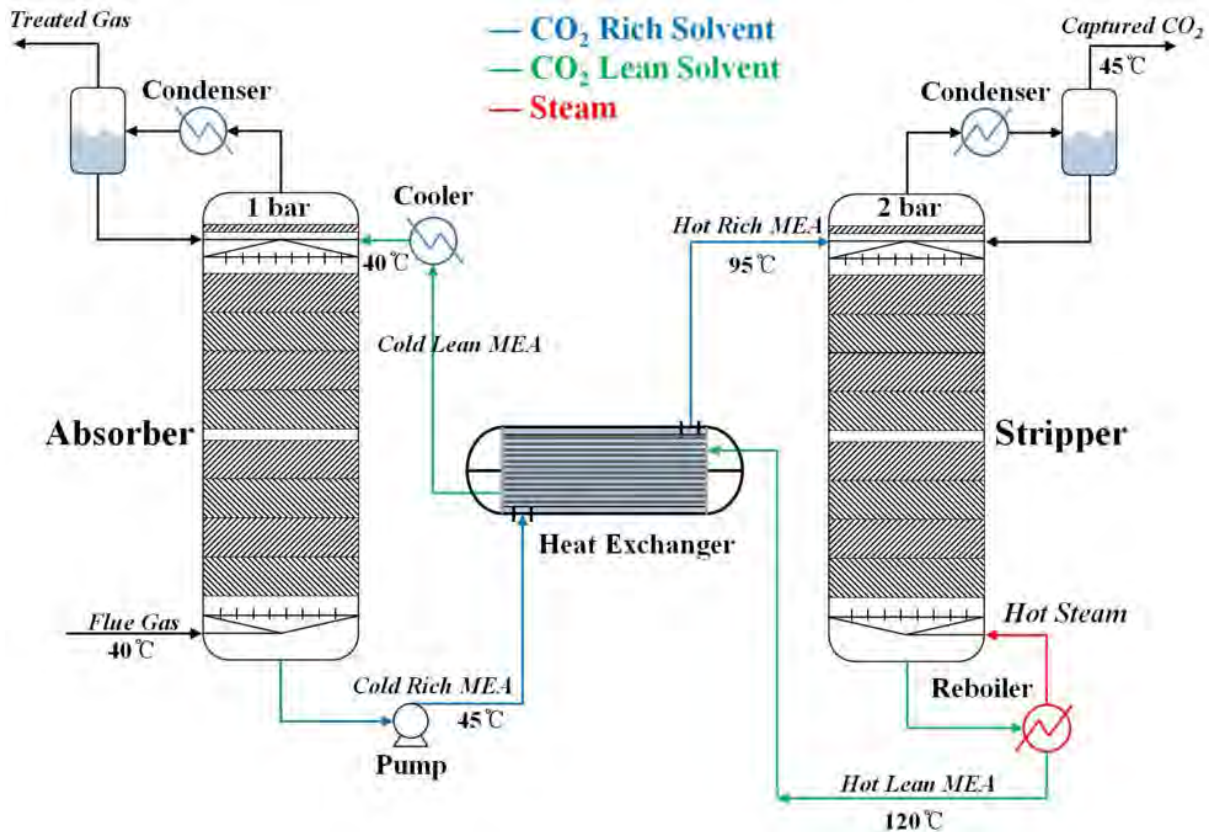 Treated Gas
Condenser
— CO₂ Rich Solvent
— CO₂ Lean Solvent
— Steam
Captured CO₂
45℃
Condenser
1 bar
Cooler
40℃
Hot Rich MEA
95℃
2 bar
Cold Lean MEA
Absorber
Stripper
Heat Exchanger
Flue Gas
40℃
Hot Steam
Cold Rich MEA
45℃
Pump
Reboiler
Hot Lean MEA
120℃